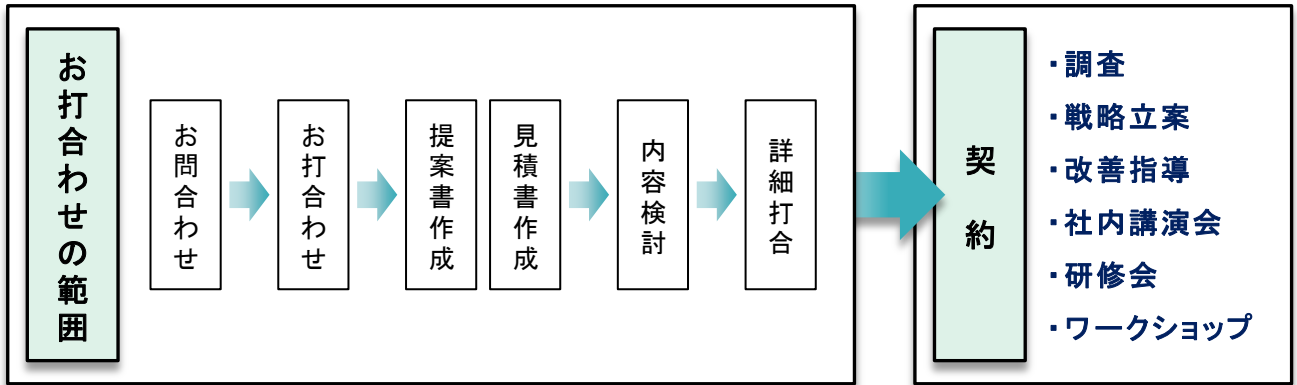 お打合わせの範囲
お問合わせ
お打合わせ
提案書作成
見積書作成
内容検討
詳細打合
契約
・調査
・戦略立案
・改善指導
・社内講演会
・研修会
・ワークショップ